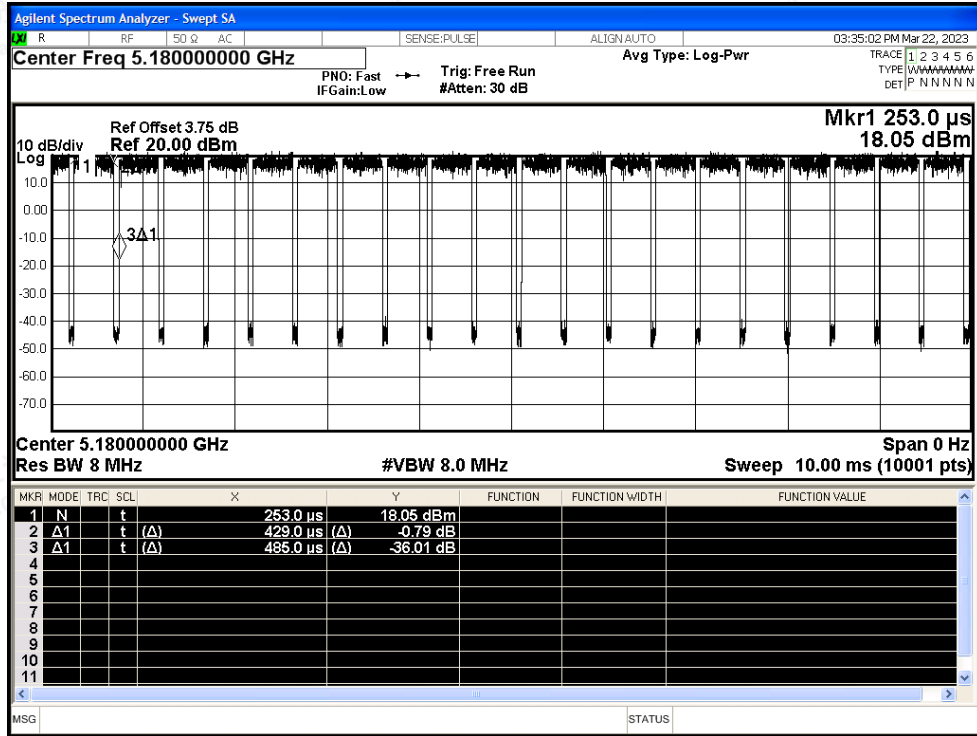 Agilent Spectrum Analyzer - Swept SA
LXI R RF 50 Ω AC SENSE:PULSE ALIGN AUTO 03:35:02 PM Mar 22, 2023
Center Freq 5.180000000 GHz Avg Type: Log-Pwr TRACE 1 2 3 4 5 6
PNO: Fast Trig: Free Run TYPE W
IFGain:Low #Atten: 30 dB DET P N N N N N
Mkr1 253.0 µs
Ref Offset 3.75 dB
10 dB/div Ref 20.00 dBm 18.05 dBm
Log
1
10.0
0.00
-10.0 3Δ1
-20.0
-30.0
-40.0
-50.0
-60.0
-70.0
Center 5.180000000 GHz Span 0 Hz
Res BW 8 MHz #VBW 8.0 MHz Sweep 10.00 ms (10001 pts)
MKR MODE TRC SCL X Y FUNCTION FUNCTION WIDTH FUNCTION VALUE
1 N t 253.0 µs 18.05 dBm
2 Δ1 t (Δ) 429.0 µs (Δ) -0.79 dB
3 Δ1 t (Δ) 485.0 µs (Δ) -36.01 dB
4
5
6
7
8
9
10
11
MSG STATUS